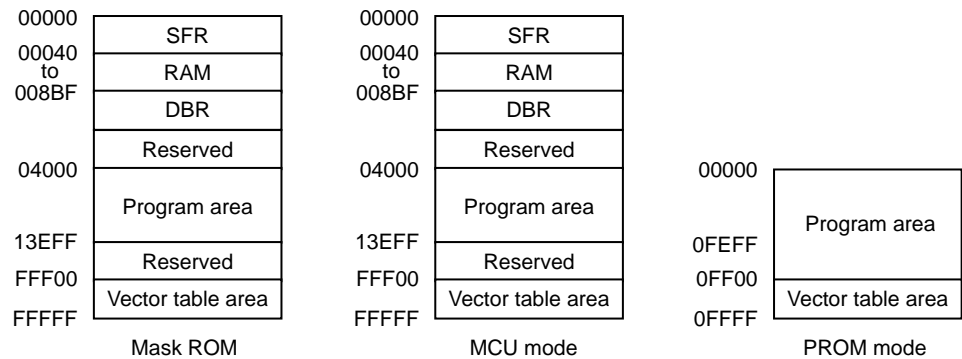 00000
SFR
00040
to
008BF
RAM
DBR
Reserved
04000
Program area
13EFF
Reserved
FFF00
Vector table area
FFFFF
Mask ROM
00000
SFR
00040
to
008BF
RAM
DBR
Reserved
04000
Program area
13EFF
Reserved
FFF00
Vector table area
FFFFF
MCU mode
00000
Program area
0FEFF
0FF00
Vector table area
0FFFF
PROM mode